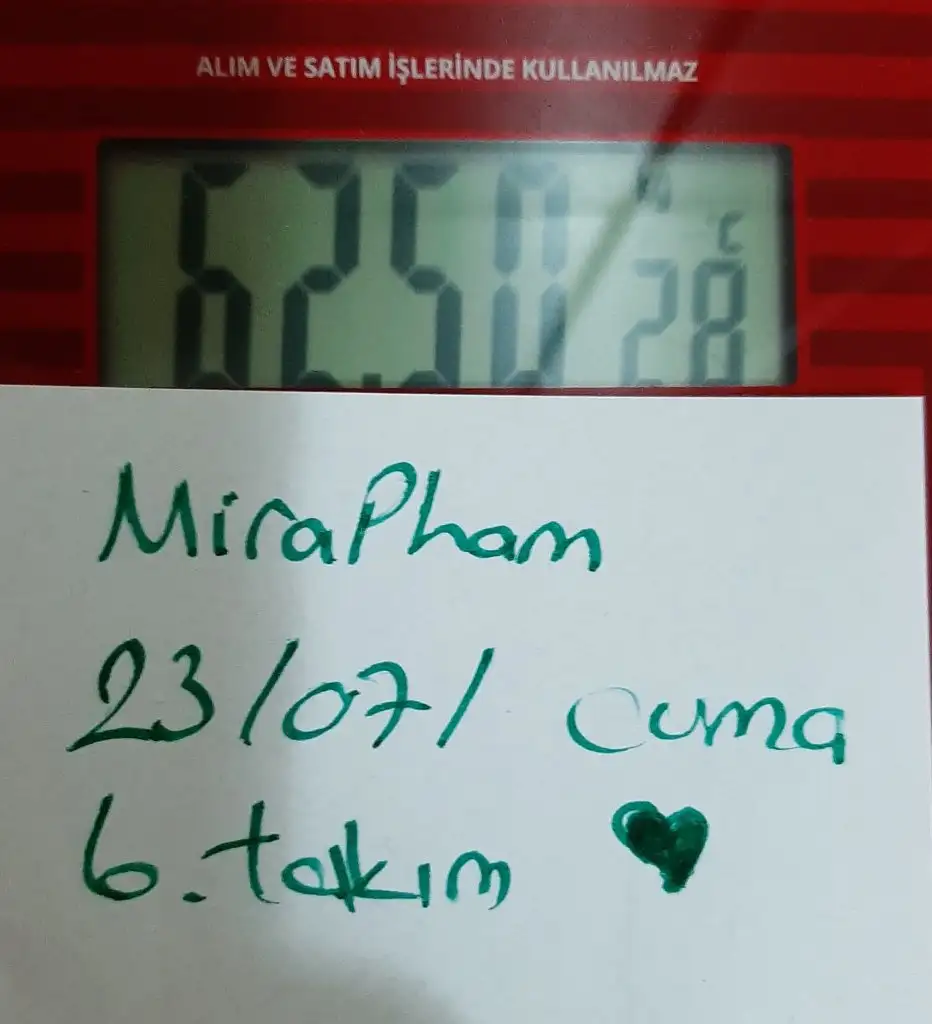 ALIM VE SATIM İŞLERİNDE KULLANILMAZ
62.50
°C
28
MiraPham
23/07/ cuma
6.takım